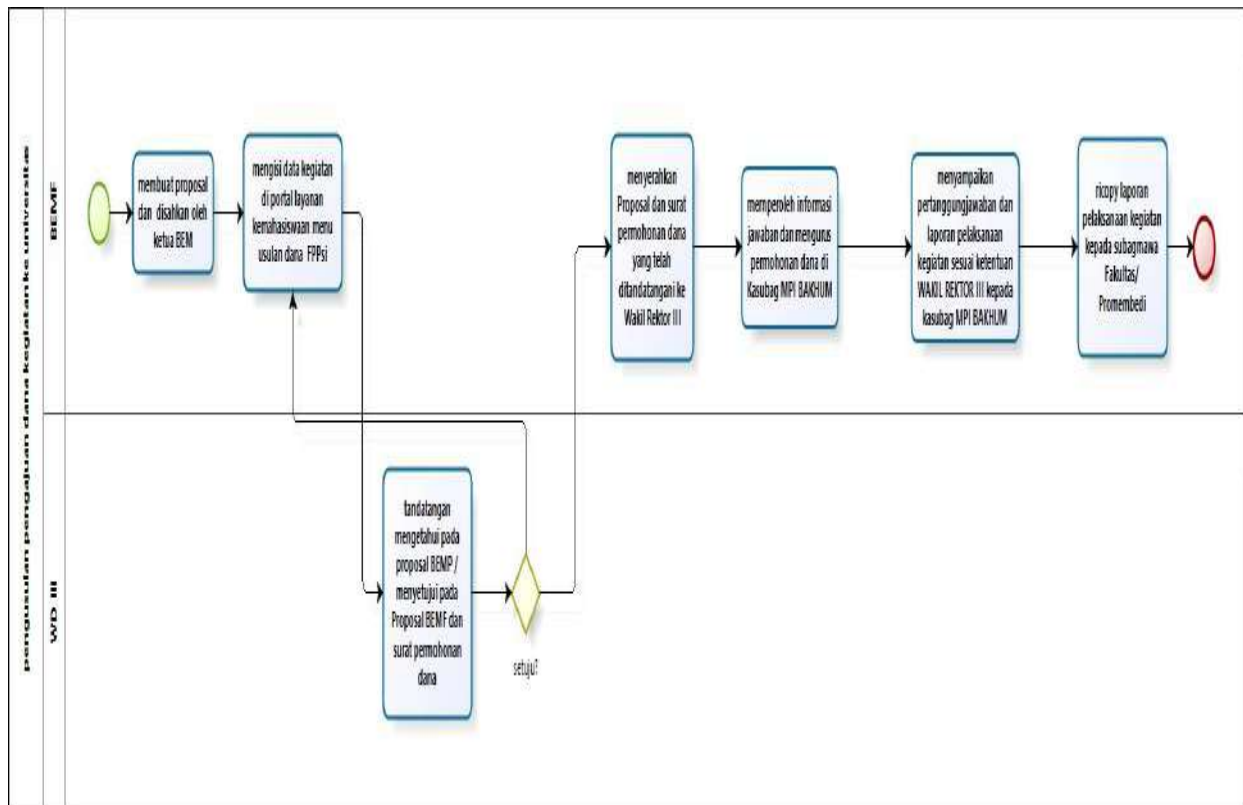 pengusulan pengajuan dana kegiatan ke universitas
BEMF
membuat proposal
dan disahkan oleh
ketua BEM
mengisi data kegiatan
di portal layanan
kemahasiswaan menu
usulan dana FPPsi
menyerahkan
Proposal dan surat
permohonan dana
yang telah
ditandatangani ke
Wakil Rektor III
memperoleh informasi
jawaban dan mengurus
permohonan dana di
Kasubag MPI BAKHUM
menyampaikan
pertanggungjawaban dan
laporan pelaksanaan
kegiatan sesuai ketentuan
WAKIL REKTOR III kepada
kasubag MPI BAKHUM
ricopy laporan
pelaksanaan kegiatan
kepada subagmawa
Fakultas/
Promembedi
WD III
tandatangan
mengetahui pada
proposal BEMP /
menyetujui pada
Proposal BEMF dan
surat permohonan
dana
setuju?